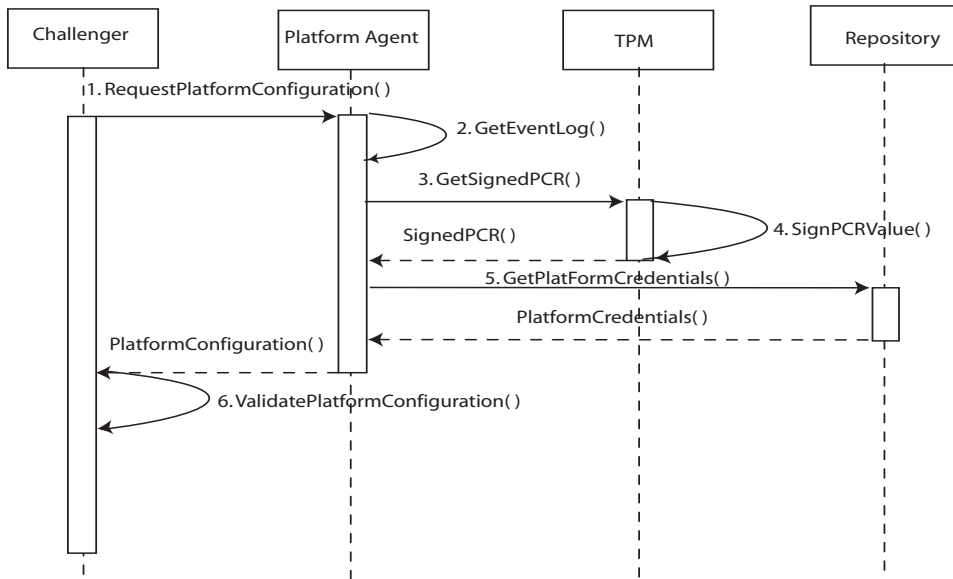 Challenger
Platform Agent
TPM
Repository
1. RequestPlatformConfiguration( )
2. GetEventLog( )
3. GetSignedPCR( )
4. SignPCRValue( )
SignedPCR( )
5. GetPlatFormCredentials( )
PlatformCredentials( )
PlatformConfiguration( )
6. ValidatePlatformConfiguration( )